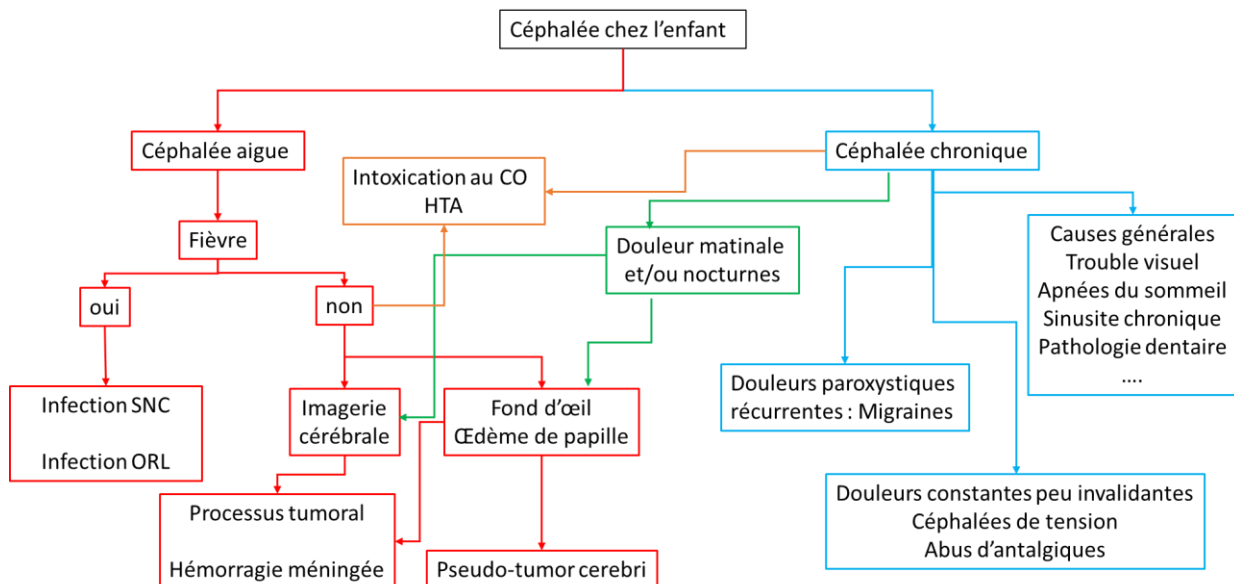 Céphalée chez l'enfant
Céphalée aigue
Céphalée chronique
Intoxication au CO
HTA
Fièvre
Douleur matinale
et/ou nocturnes
Causes générales
Trouble visuel
Apnées du sommeil
Sinusite chronique
Pathologie dentaire
....
oui
non
Douleurs paroxystiques
récurrentes : Migraines
Infection SNC
Infection ORL
Imagerie
cérébrale
Fond d'œil
Œdème de papille
Douleurs constantes peu invalidantes
Céphalées de tension
Abus d'antalgiques
Processus tumoral
Hémorragie méningée
Pseudo-tumor cerebri